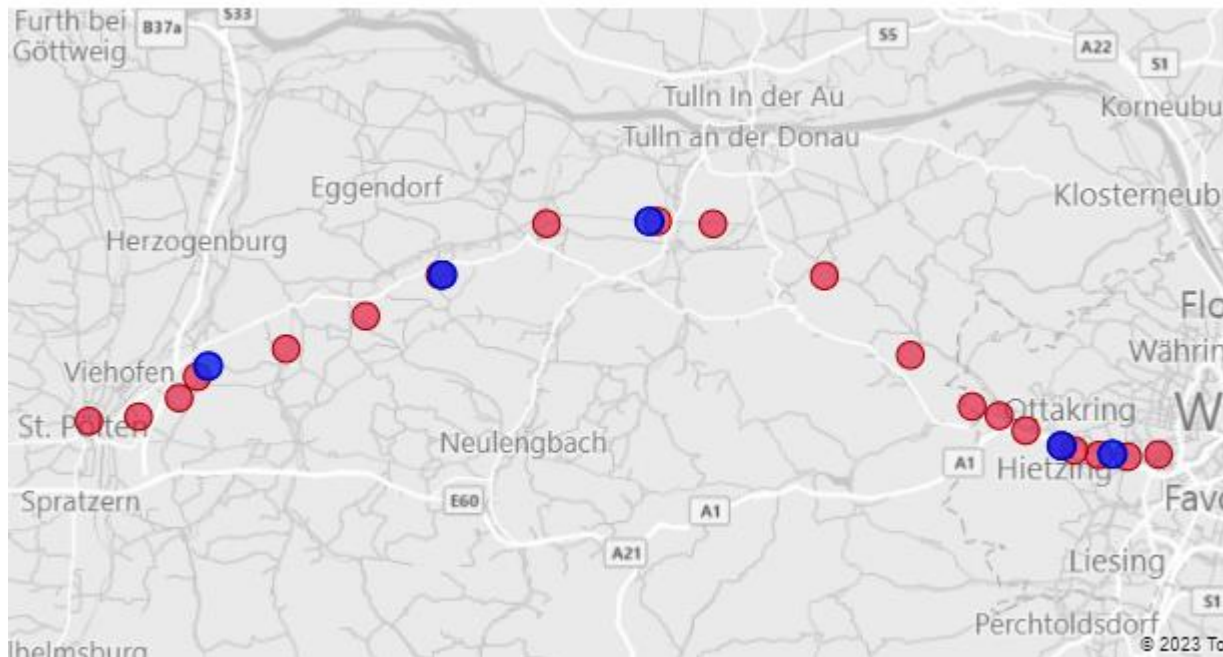 Furth bei
Göttweig
B37a
S33
S5
A22
S1
Tulln In der Au
Korneubu
Tulln an der Donau
Eggendorf
Klosterneub
Herzogenburg
Flo
Währin
Viehofen
Ottakring
W
St. Pölten
Neulengbach
A1
Hietzing
Spratzern
E60
Favo
A1
A21
Liesing
S1
Perchtoldsdorf
lhelmsburg
© 2023 To